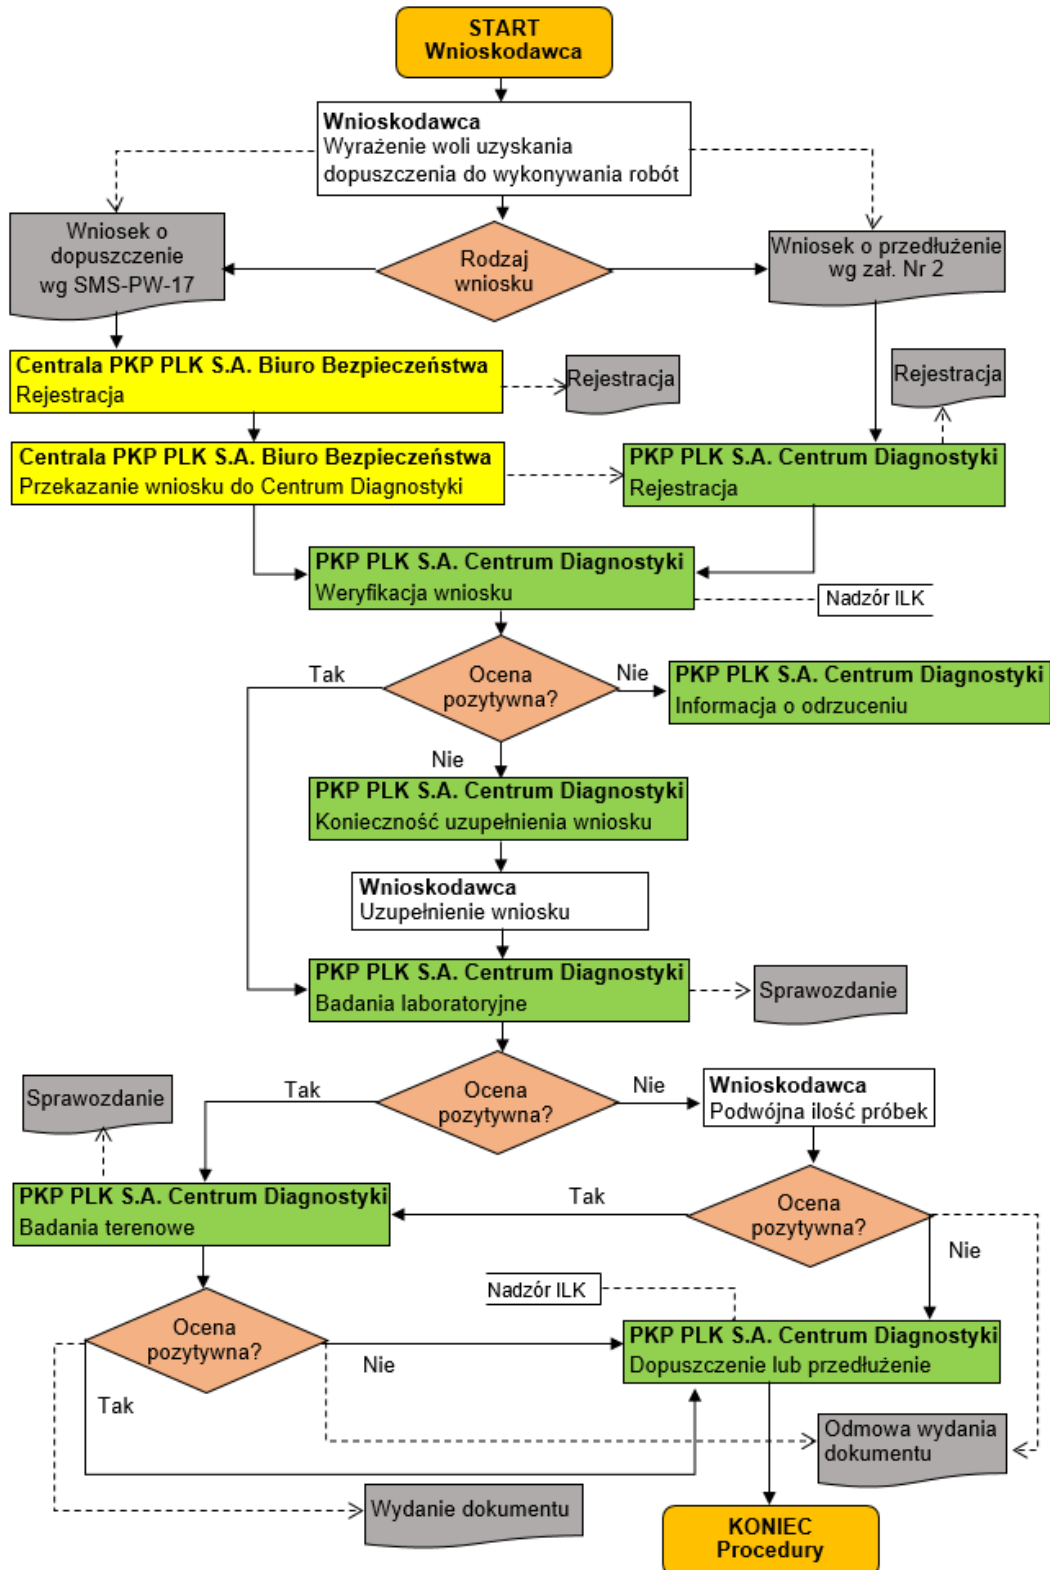 START
Wnioskodawca
Wnioskodawca
Wyrażenie woli uzyskania
dopuszczenia do wykonywania robót
Wniosek o
dopuszczenie
wg SMS-PW-17
Rodzaj
wniosku
Wniosek o przedłużenie
wg zał. Nr 2
Centrala PKP PLK S.A. Biuro Bezpieczeństwa
Rejestracja
Rejestracja
Rejestracja
Centrala PKP PLK S.A. Biuro Bezpieczeństwa
Przekazanie wniosku do Centrum Diagnostyki
PKP PLK S.A. Centrum Diagnostyki
Rejestracja
PKP PLK S.A. Centrum Diagnostyki
Weryfikacja wniosku
Nadzór ILK
Tak
Ocena
pozytywna?
Nie
PKP PLK S.A. Centrum Diagnostyki
Informacja o odrzuceniu
Nie
PKP PLK S.A. Centrum Diagnostyki
Konieczność uzupełnienia wniosku
Wnioskodawca
Uzupełnienie wniosku
PKP PLK S.A. Centrum Diagnostyki
Badania laboratoryjne
Sprawozdanie
Sprawozdanie
Tak
Ocena
pozytywna?
Nie
Wnioskodawca
Podwójna ilość próbek
PKP PLK S.A. Centrum Diagnostyki
Badania terenowe
Tak
Ocena
pozytywna?
Nie
Nadzór ILK
Ocena
pozytywna?
Nie
Tak
PKP PLK S.A. Centrum Diagnostyki
Dopuszczenie lub przedłużenie
Odmowa wydania
dokumentu
Wydanie dokumentu
KONIEC
Procedury